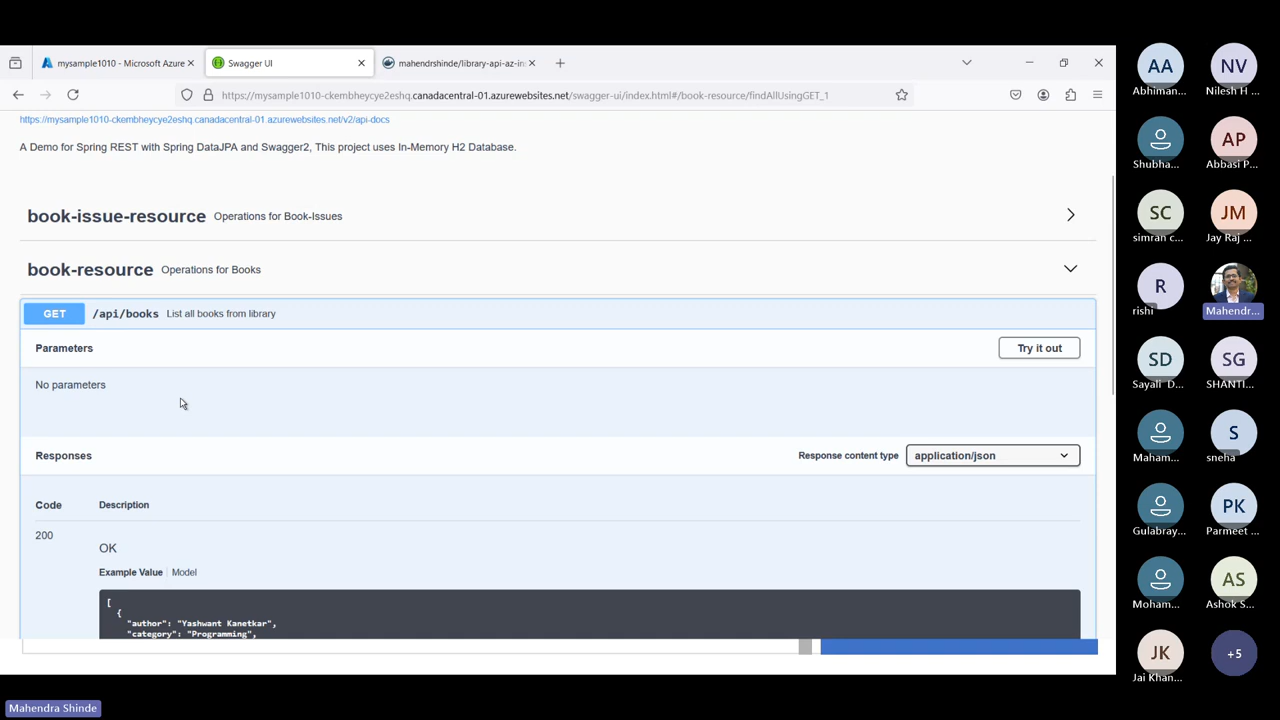 mysample1010 - Microsoft Azure
Swagger UI
mahendrshinde/library-api-az-in
https://mysample1010-ckembheycye2eshq.canadacentral-01.azurewebsites.net/swagger-ui/index.html#/book-resource/findAllUsingGET_1
https://mysample1010-ckembheycye2eshq.canadacentral-01.azurewebsites.net/v2/api-docs
A Demo for Spring REST with Spring DataJPA and Swagger2, This project uses In-Memory H2 Database.
book-issue-resource Operations for Book-Issues
book-resource Operations for Books
GET /api/books List all books from library
Parameters
Try it out
No parameters
Responses
Response content type application/json
Code Description
200
OK
Example Value Model
[
{
"author": "Yashwant Kanetkar",
"category": "Programming",
AA NV
Abhiman... Nilesh H ...
AP
Shubha... Abbasi P...
SC JM
simran c... Jay Raj ...
R
rishi Mahendr...
SD SG
Sayali D... SHANTI...
S
Maham... sneha
PK
Gulabray... Parmeet ...
AS
Moham... Ashok S...
JK +5
Jai Khan...
Mahendra Shinde